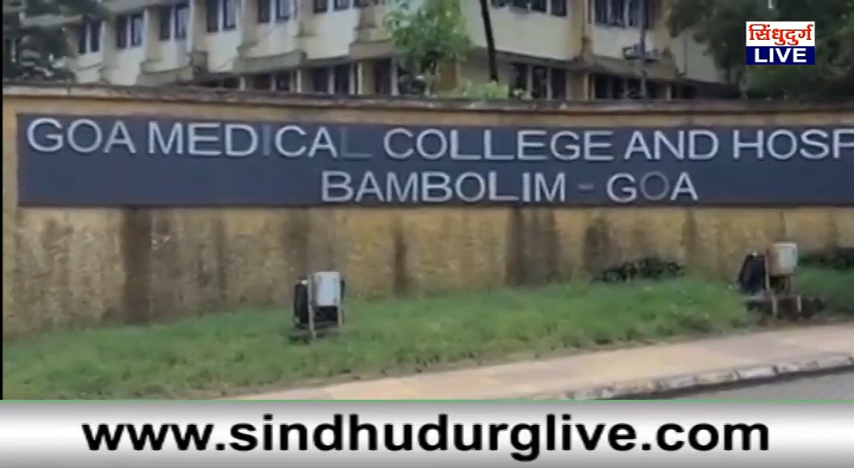 सिंधुदुर्ग
LIVE
GOA MEDICAL COLLEGE AND HOSP
BAMBOLIM - GOA
www.sindhudurglive.com